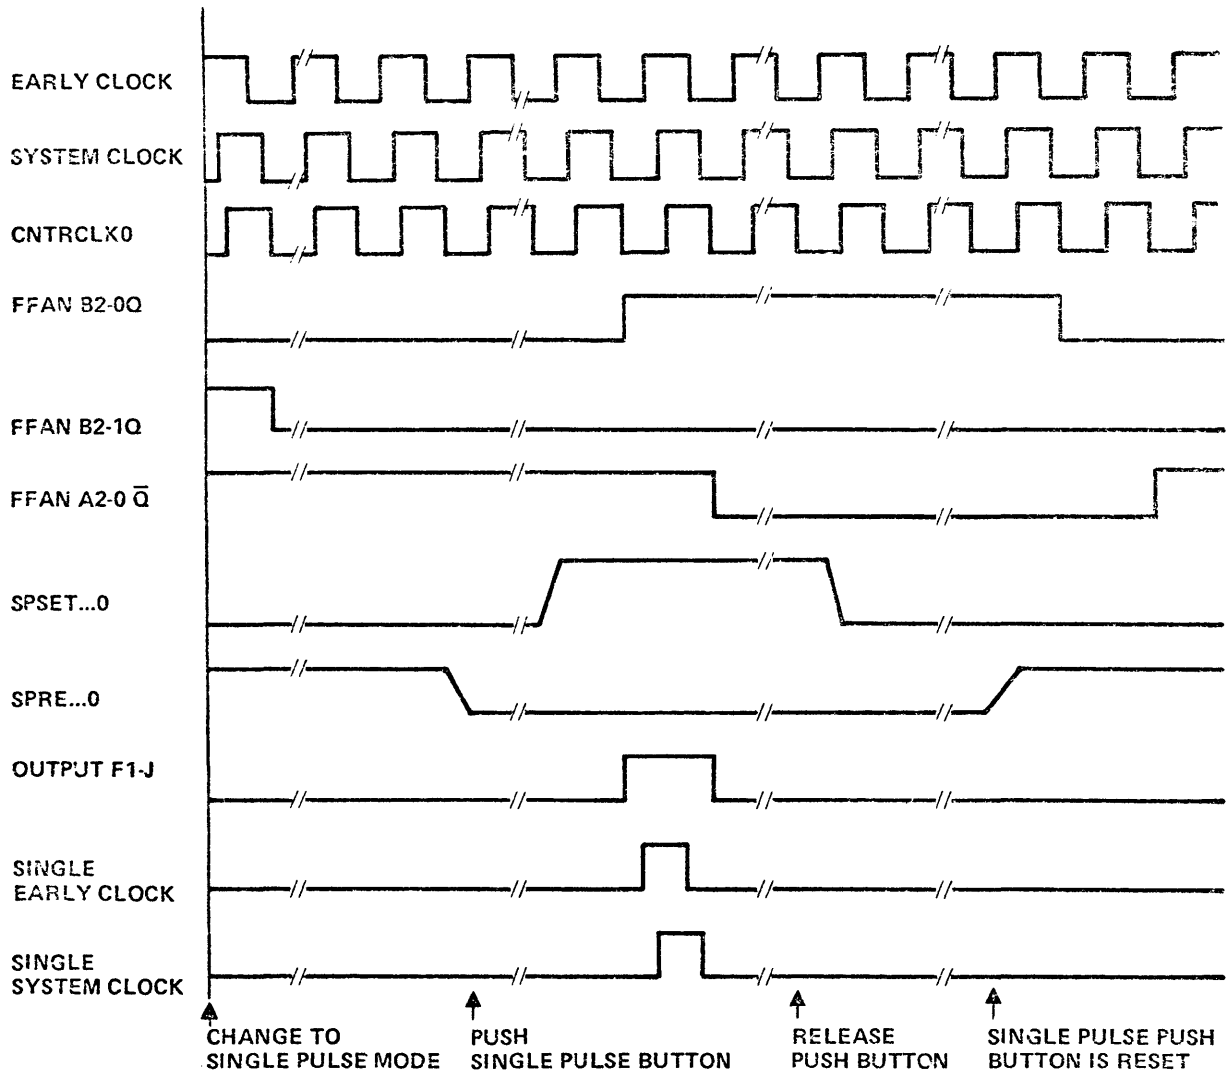 EARLY CLOCK
SYSTEM CLOCK
CNTRCLK0
FFAN B2-0Q
FFAN B2-1Q
FFAN A2-0 Q̅
SPSET...0
SPRE...0
OUTPUT F1-J
SINGLE
EARLY CLOCK
SINGLE
SYSTEM CLOCK
CHANGE TO
SINGLE PULSE MODE
PUSH
SINGLE PULSE BUTTON
RELEASE
PUSH BUTTON
SINGLE PULSE PUSH
BUTTON IS RESET